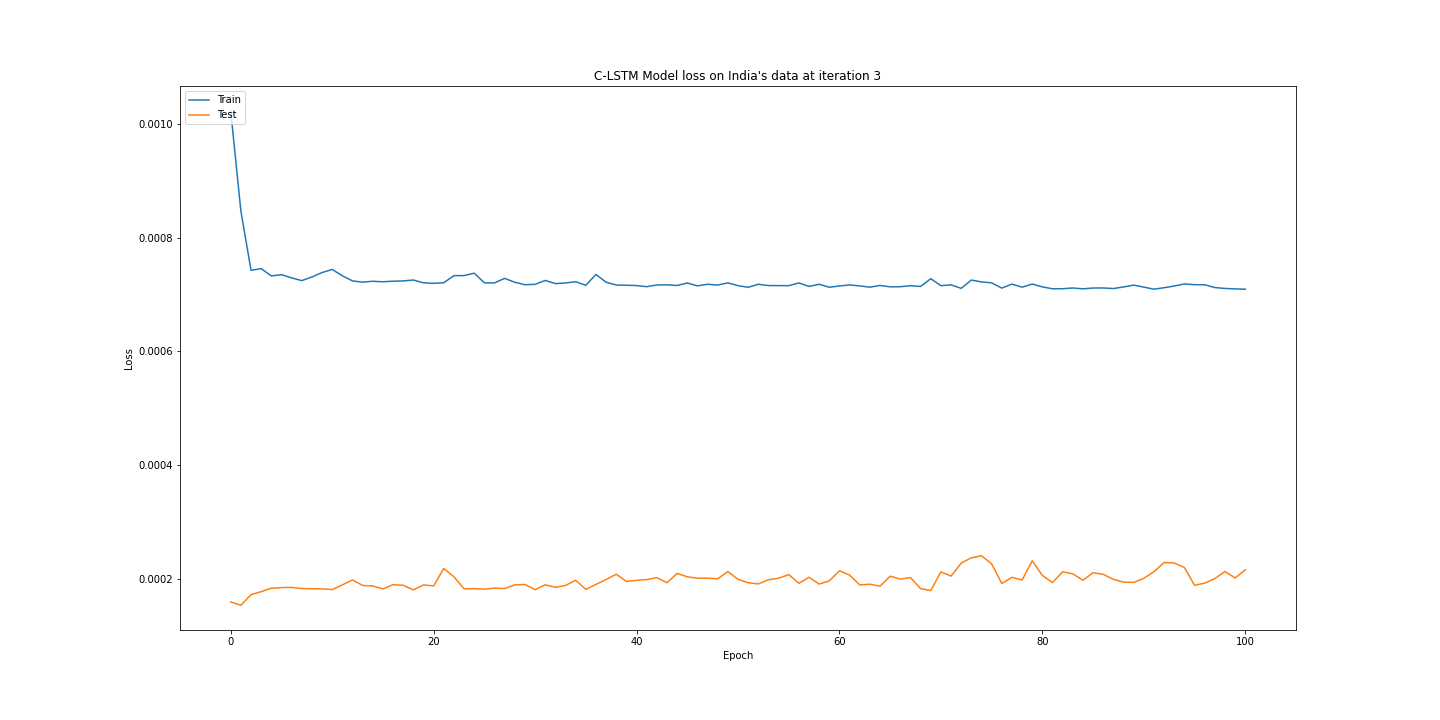 C-LSTM Model loss on India's data at iteration 3
Train
Test
0.0010
0.0008
0.0006
0.0004
0.0002
Loss
0 20 40 60 80 100
Epoch